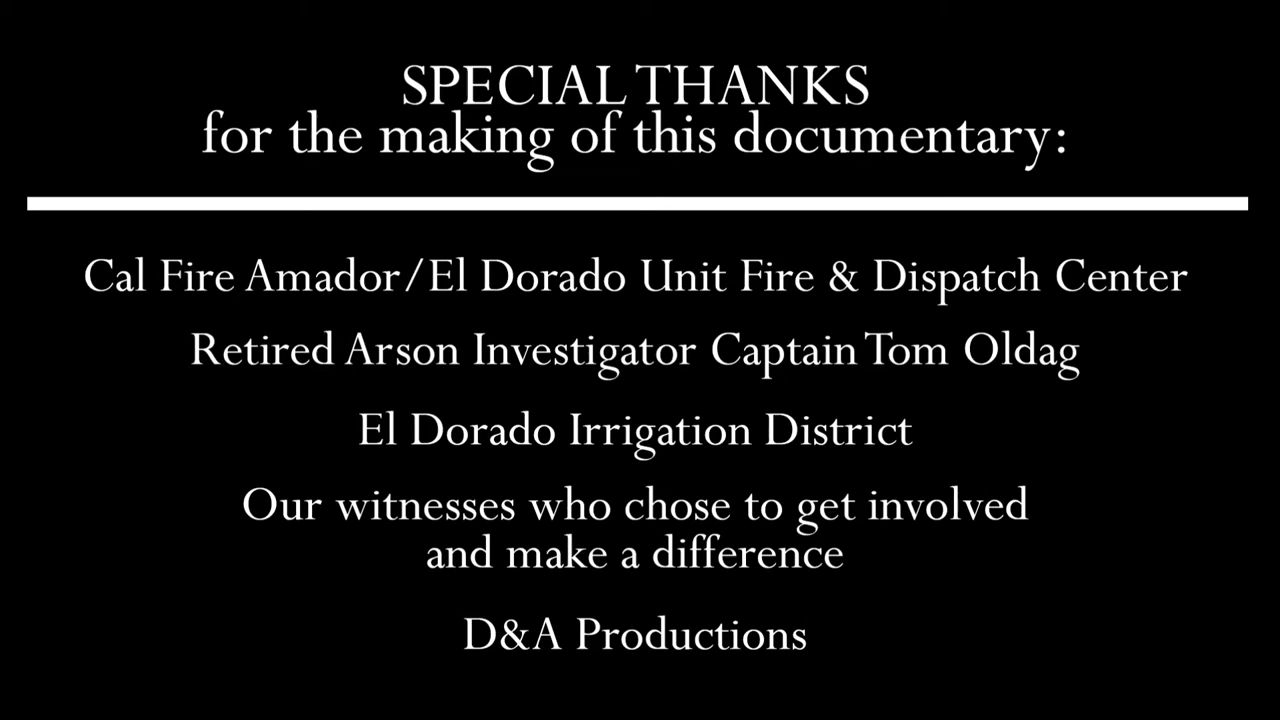 SPECIAL THANKS
for the making of this documentary:
Cal Fire Amador/El Dorado Unit Fire & Dispatch Center
Retired Arson Investigator Captain Tom Oldag
El Dorado Irrigation District
Our witnesses who chose to get involved
and make a difference
D&A Productions